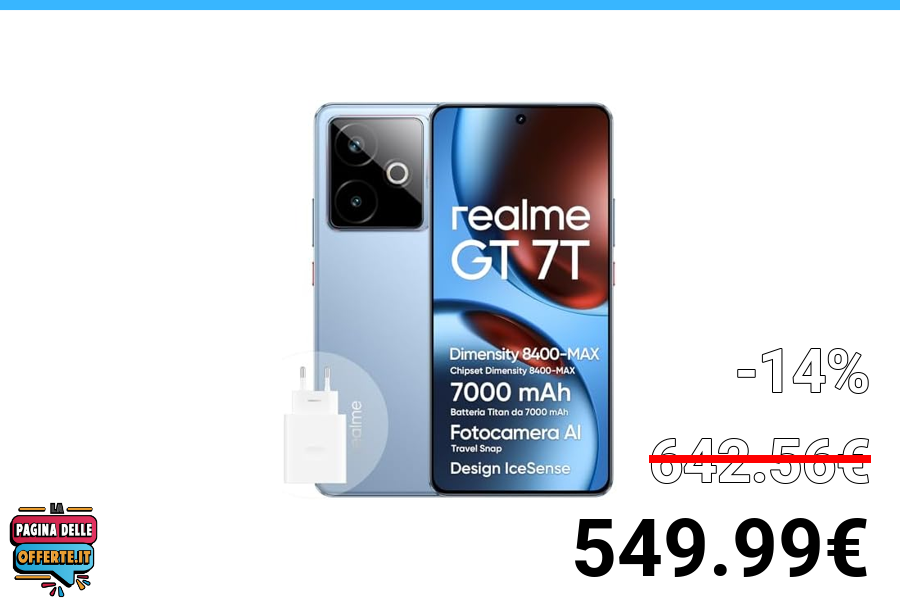 realme
GT 7T
Dimensity 8400-MAX
Chipset Dimensity 8400-MAX
7000 mAh
Batteria Titan da 7000 mAh
Fotocamera AI
Travel Snap
Design IceSense
realme
-14%
642.56€
549.99€
LA
PAGINA DELLE
OFFERTE.IT